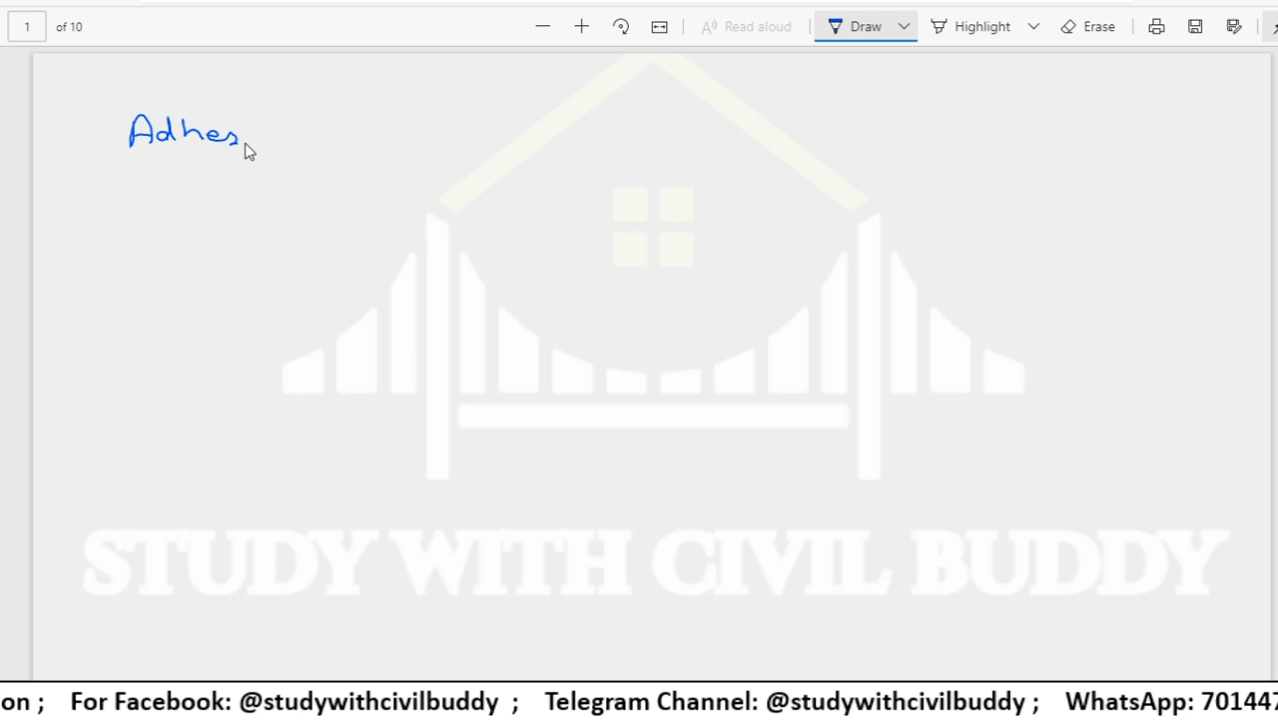 1 of 10 Read aloud Draw Highlight Erase
Adhes
STUDY WITH CIVIL BUDDY
on ; For Facebook: @studywithcivilbuddy ; Telegram Channel: @studywithcivilbuddy ; WhatsApp: 701447